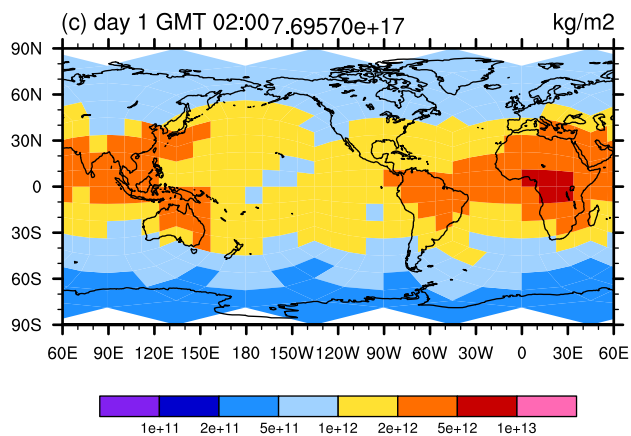 (c) day 1 GMT 02:00 7.69570e+17 kg/m2
90N
60N
30N
0
30S
60S
90S
60E 90E 120E 150E 180 150W 120W 90W 60W 30W 0 30E 60E
1e+11 2e+11 5e+11 1e+12 2e+12 5e+12 1e+13